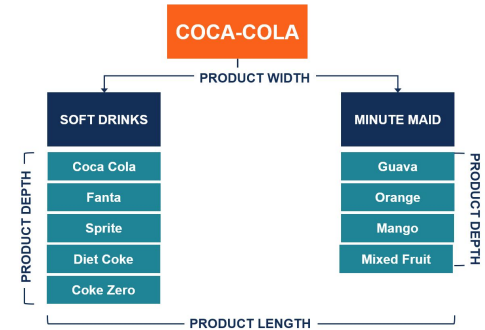 COCA-COLA
PRODUCT WIDTH
SOFT DRINKS
MINUTE MAID
PRODUCT DEPTH
Coca Cola
Fanta
Sprite
Diet Coke
Coke Zero
Guava
Orange
Mango
Mixed Fruit
PRODUCT DEPTH
PRODUCT LENGTH